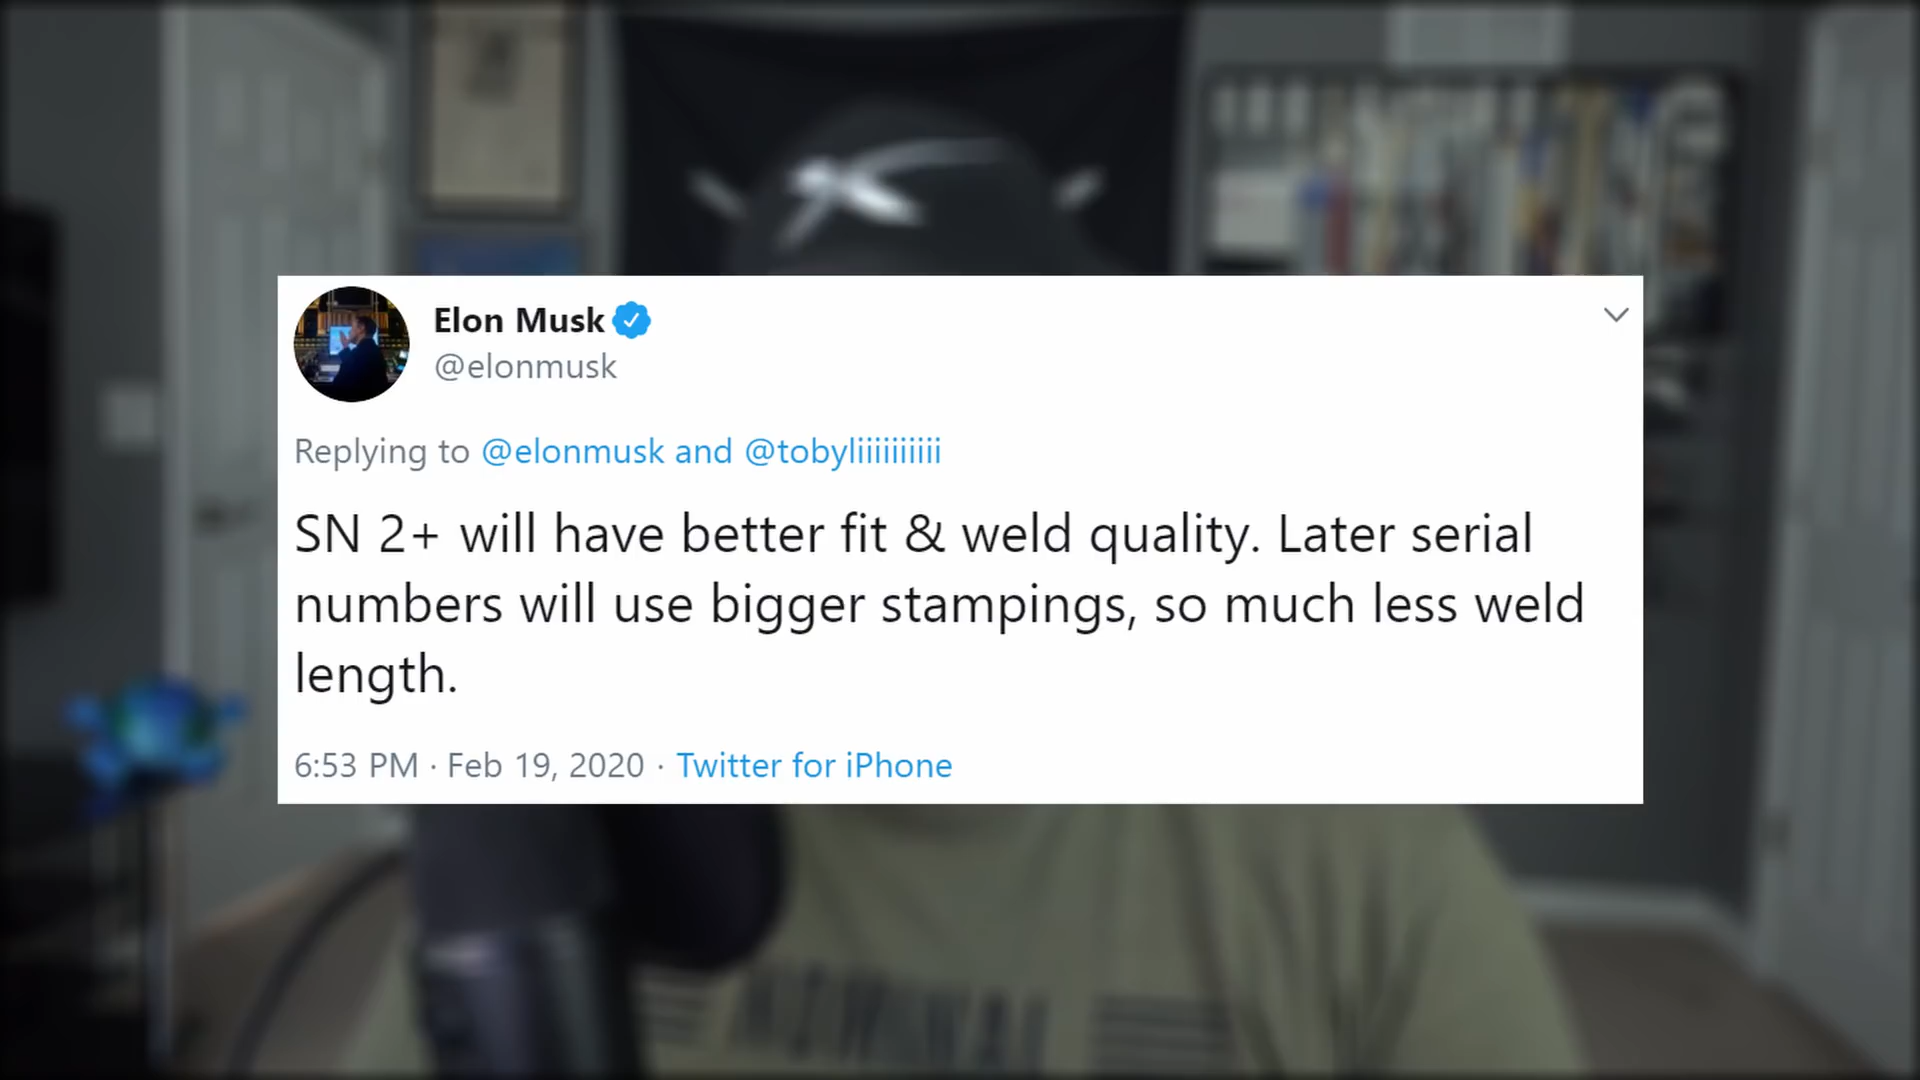 Elon Musk
@elonmusk
Replying to @elonmusk and @tobyliiiiiiiiii
SN 2+ will have better fit & weld quality. Later serial
numbers will use bigger stampings, so much less weld
length.
6:53 PM · Feb 19, 2020 · Twitter for iPhone